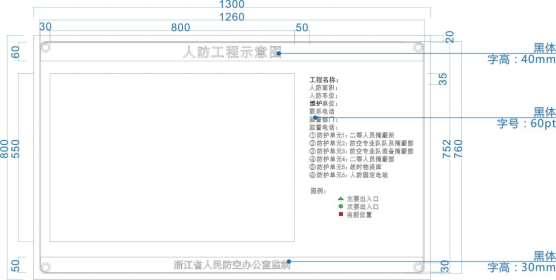 1300
1260
30
800
50
20
60
人防工程示意图
黑体
字高：40mm
35
工程名称：
人防面积：
人防车位：
维护单位：
联系电话
监督部门：
监督电话：
①防护单元1：二等人员掩蔽所
②防护单元2：防空专业队队员掩蔽部
③防护单元3：防空专业队装备掩蔽部
④防护单元4：二等人员掩蔽部
⑤防护单元5：战时物资库
⑥防护单元6：人防固定电站
黑体
字号：60pt
800
550
752
760
图例：
主要出入口
次要出入口
当前位置
浙江省人民防空办公室监制
黑体
字高：30mm
50
45